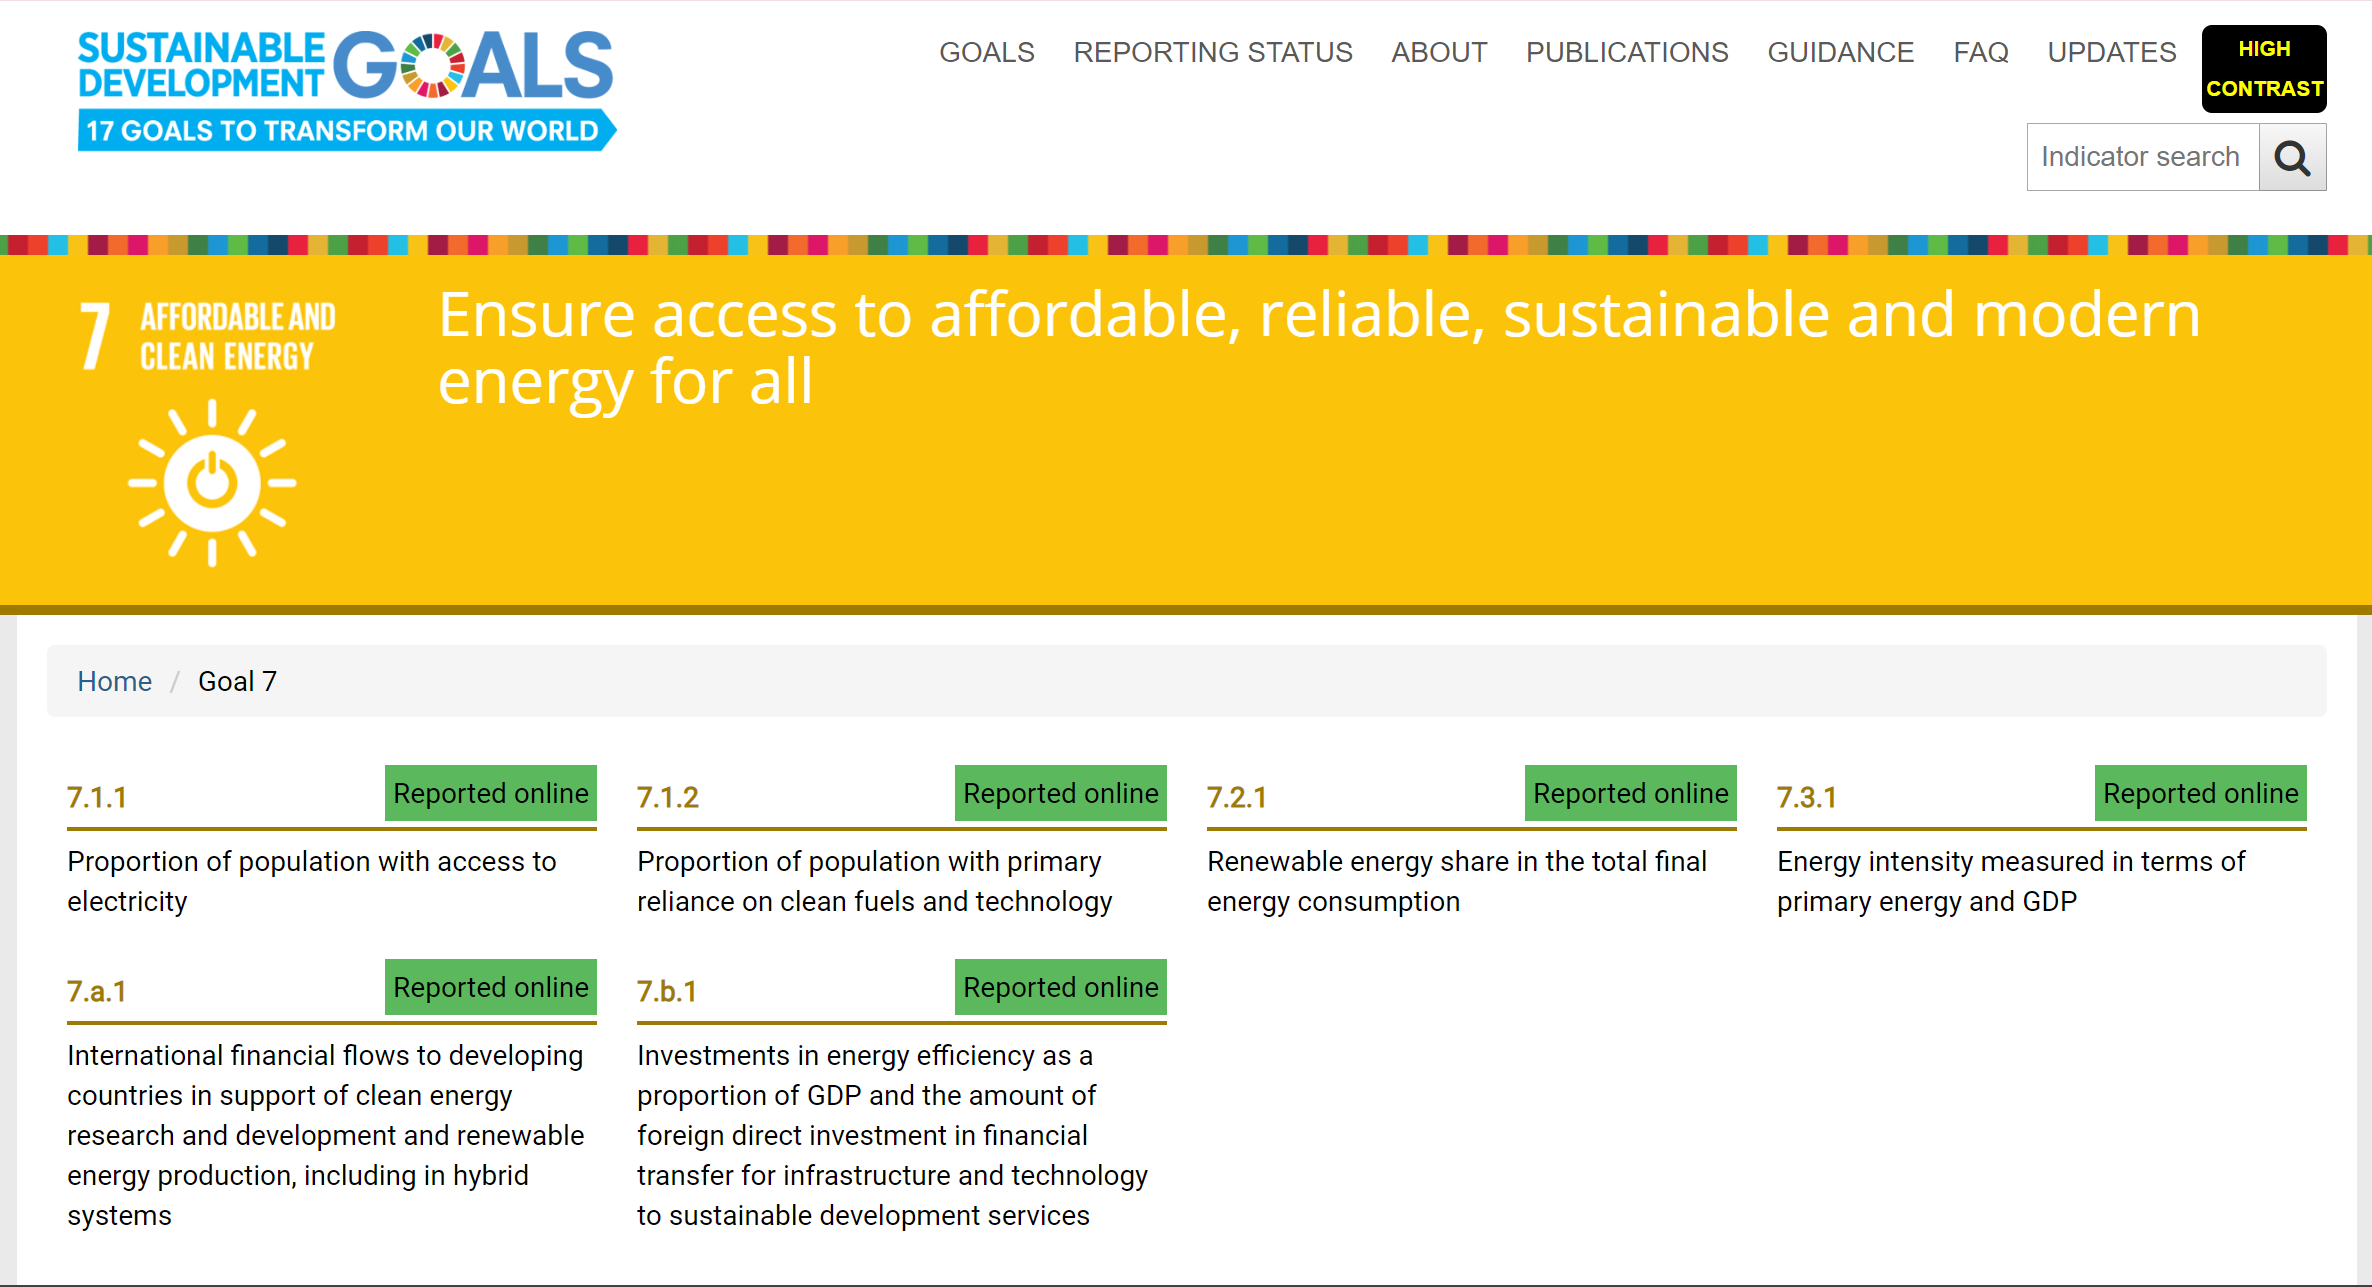 SUSTAINABLE
DEVELOPMENT GOALS
17 GOALS TO TRANSFORM OUR WORLD
GOALS REPORTING STATUS ABOUT PUBLICATIONS GUIDANCE FAQ UPDATES
HIGH
CONTRAST
Indicator search
7 AFFORDABLE AND
CLEAN ENERGY
Ensure access to affordable, reliable, sustainable and modern
energy for all
Home / Goal 7
7.1.1 Reported online
Proportion of population with access to
electricity
7.1.2 Reported online
Proportion of population with primary
reliance on clean fuels and technology
7.2.1 Reported online
Renewable energy share in the total final
energy consumption
7.3.1 Reported online
Energy intensity measured in terms of
primary energy and GDP
7.a.1 Reported online
International financial flows to developing
countries in support of clean energy
research and development and renewable
energy production, including in hybrid
systems
7.b.1 Reported online
Investments in energy efficiency as a
proportion of GDP and the amount of
foreign direct investment in financial
transfer for infrastructure and technology
to sustainable development services